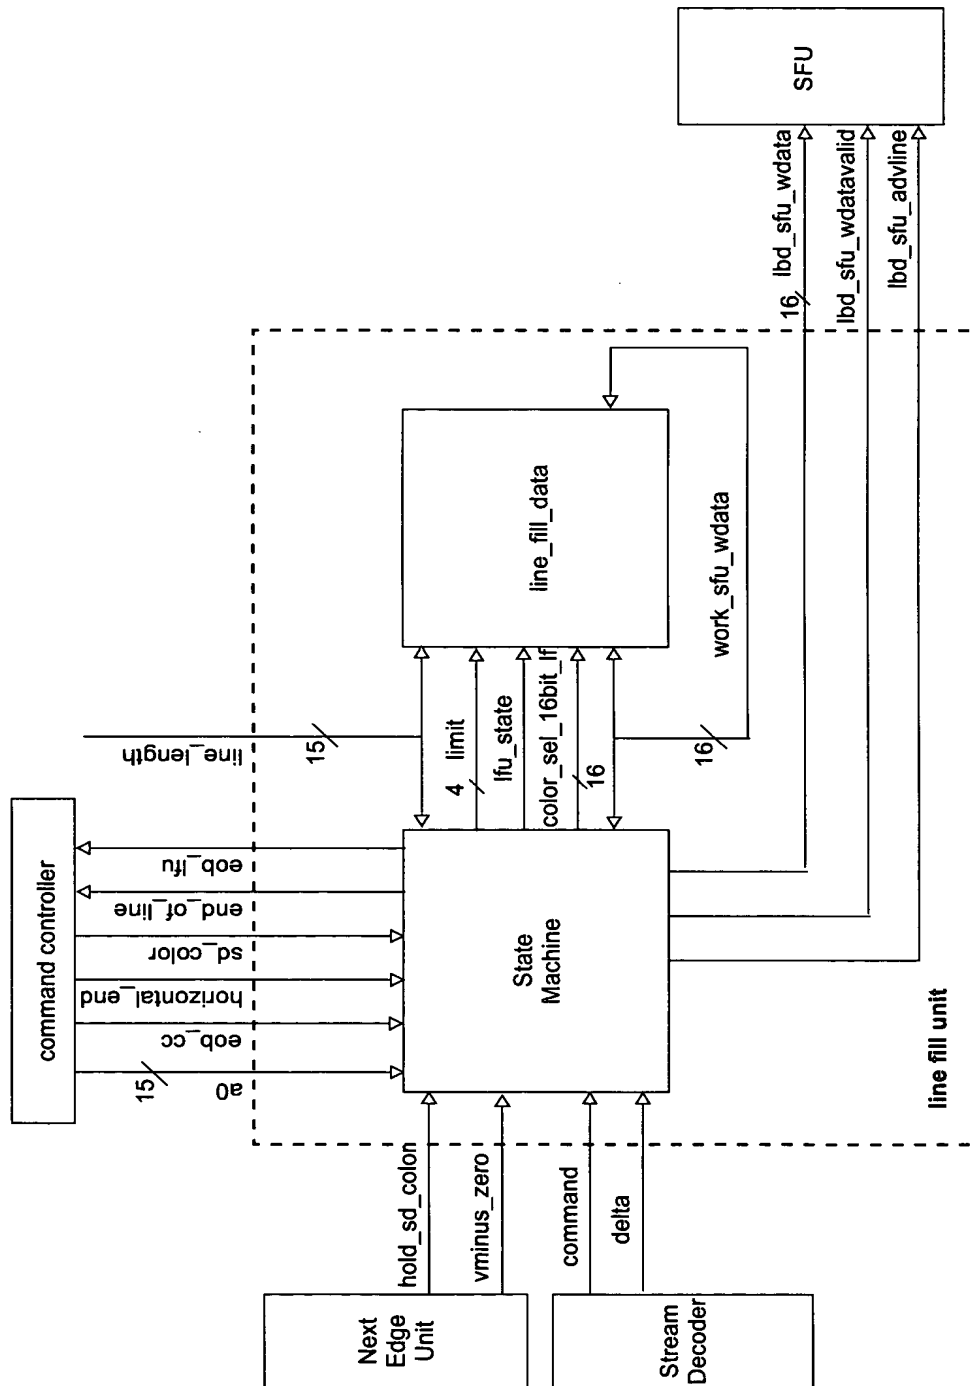 SFU
16
lbd_sfu_wdata
lbd_sfu_wdatavalid
lbd_sfu_advline
line_fill_data
work_sfu_wdata
16
line_length
15
limit
4
lfu_state
color_sel_16bit_lf
16
command controller
eob_lfu
end_of_line
sd_color
horizontal_end
eob_cc
a0
15
State
Machine
line fill unit
hold_sd_colon
vminus_zero
command
delta
Next
Edge
Unit
Stream
Decoder